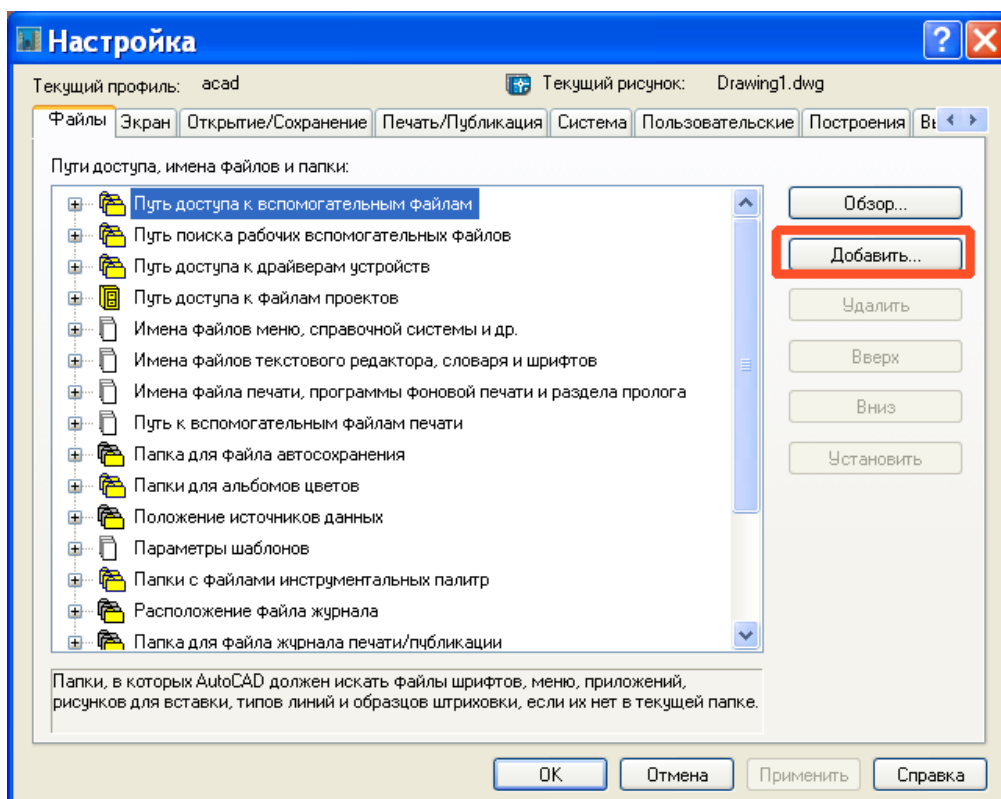 Настройка
Текущий профиль: acad Текущий рисунок: Drawing1.dwg
Файлы Экран Открытие/Сохранение Печать/Публикация Система Пользовательские Построения
Пути доступа, имена файлов и папки:
Путь доступа к вспомогательным файлам
Обзор...
Путь поиска рабочих вспомогательных файлов
Добавить...
Путь доступа к драйверам устройств
Путь доступа к файлам проектов
Удалить
Имена файлов меню, справочной системы и др.
Имена файлов текстового редактора, словаря и шрифтов
Вверх
Имена файла печати, программы фоновой печати и раздела пролога
Вниз
Путь к вспомогательным файлам печати
Папка для файла автосохранения
Установить
Папки для альбомов цветов
Положение источников данных
Параметры шаблонов
Папки с файлами инструментальных палитр
Расположение файла журнала
Папка для файла журнала печати/публикации
Папки, в которых AutoCAD должен искать файлы шрифтов, меню, приложений,
рисунков для вставки, типов линий и образцов штриховки, если их нет в текущей папке.
OK Отмена Применить Справка